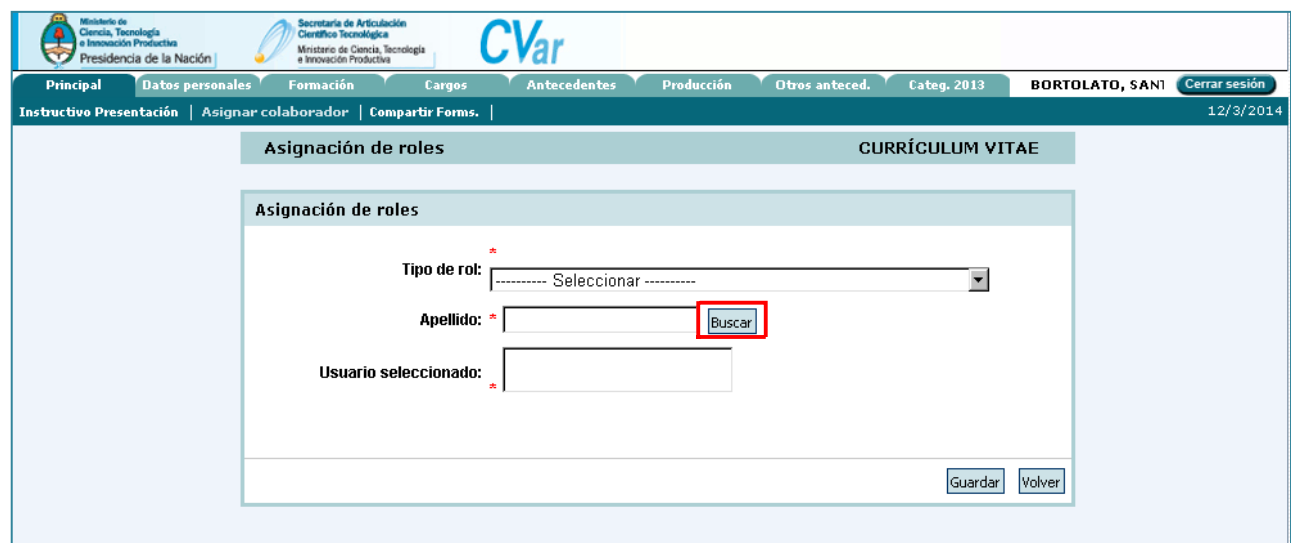 Ministerio de
Ciencia, Tecnología
e Innovación Productiva
Presidencia de la Nación
Secretaría de Articulación
Científico Tecnológica
Ministerio de Ciencia, Tecnología
e Innovación Productiva
CVar
Principal Datos personales Formación Cargos Antecedentes Producción Otros anteced. Categ. 2013 BORTOLATO, SANT Cerrar sesión
Instructivo Presentación | Asignar colaborador | Compartir Forms. | 12/3/2014
Asignación de roles CURRÍCULUM VITAE
Asignación de roles
*
Tipo de rol: ---------- Seleccionar ----------
Apellido: * Buscar
Usuario seleccionado: *
Guardar Volver